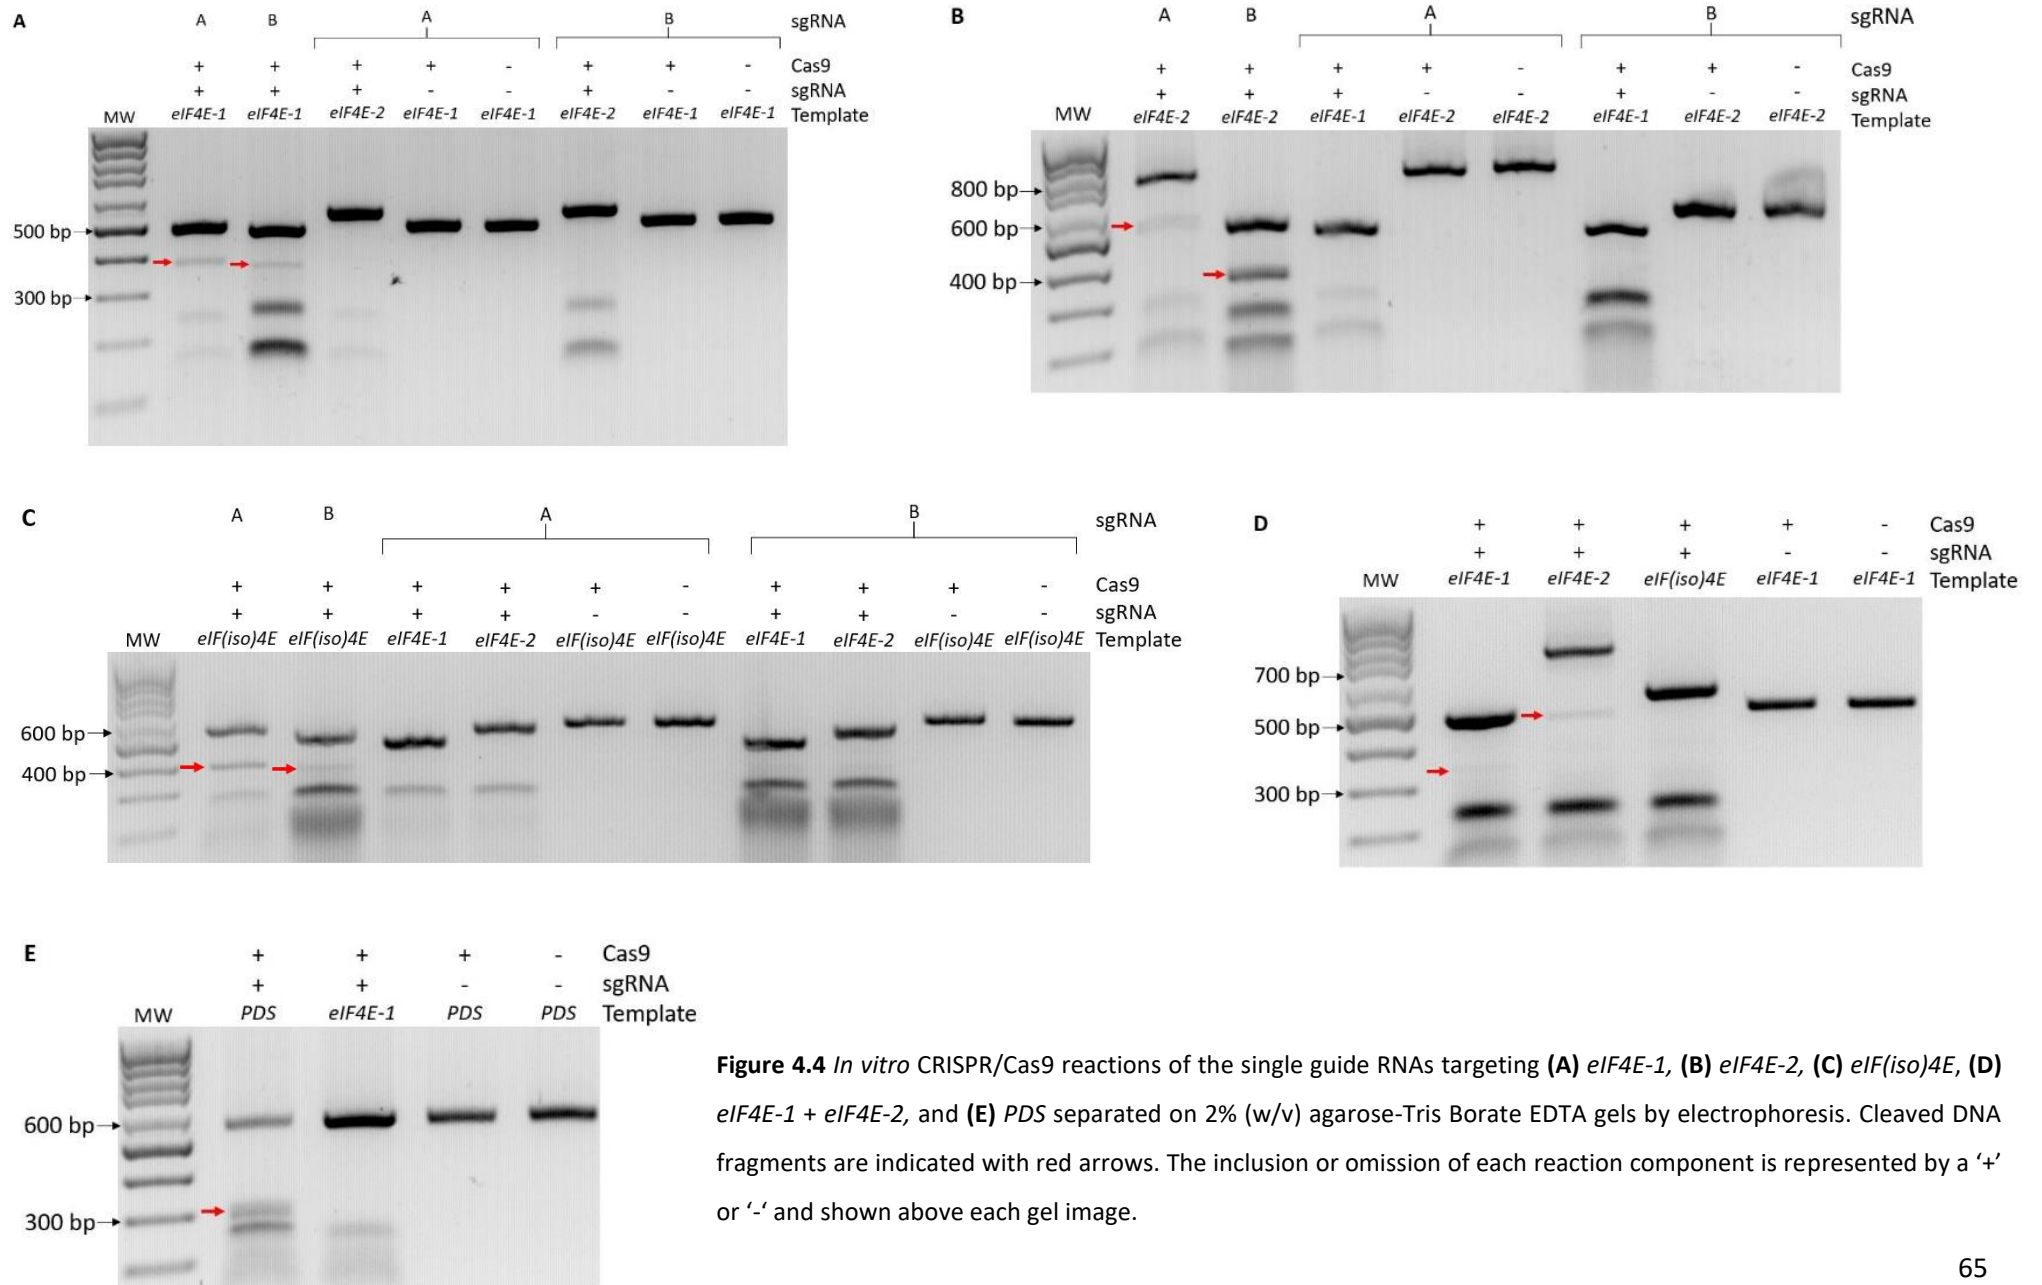 A
A B A B sgRNA
+ + + + - + + - Cas9
+ + + - - + - - sgRNA
MW eIF4E-1 eIF4E-1 eIF4E-2 eIF4E-1 eIF4E-1 eIF4E-2 eIF4E-1 eIF4E-1 Template
500 bp
300 bp
B
A B A B sgRNA
+ + + + - + + - Cas9
+ + + - - + - - sgRNA
MW eIF4E-2 eIF4E-2 eIF4E-1 eIF4E-2 eIF4E-2 eIF4E-1 eIF4E-2 eIF4E-2 Template
800 bp
600 bp
400 bp
C
A B A B sgRNA
+ + + + + - + + + - Cas9
+ + + + - - + + - - sgRNA
MW eIF(iso)4E eIF(iso)4E eIF4E-1 eIF4E-2 eIF(iso)4E eIF(iso)4E eIF4E-1 eIF4E-2 eIF(iso)4E eIF(iso)4E Template
600 bp
400 bp
D
+ + + + - Cas9
+ + + - - sgRNA
MW eIF4E-1 eIF4E-2 eIF(iso)4E eIF4E-1 eIF4E-1 Template
700 bp
500 bp
300 bp
E
+ + + - Cas9
+ + - - sgRNA
MW PDS eIF4E-1 PDS PDS Template
600 bp
300 bp
Figure 4.4 In vitro CRISPR/Cas9 reactions of the single guide RNAs targeting (A) eIF4E-1, (B) eIF4E-2, (C) eIF(iso)4E, (D)
eIF4E-1 + eIF4E-2, and (E) PDS separated on 2% (w/v) agarose-Tris Borate EDTA gels by electrophoresis. Cleaved DNA
fragments are indicated with red arrows. The inclusion or omission of each reaction component is represented by a ‘+’
or ‘-‘ and shown above each gel image.
65